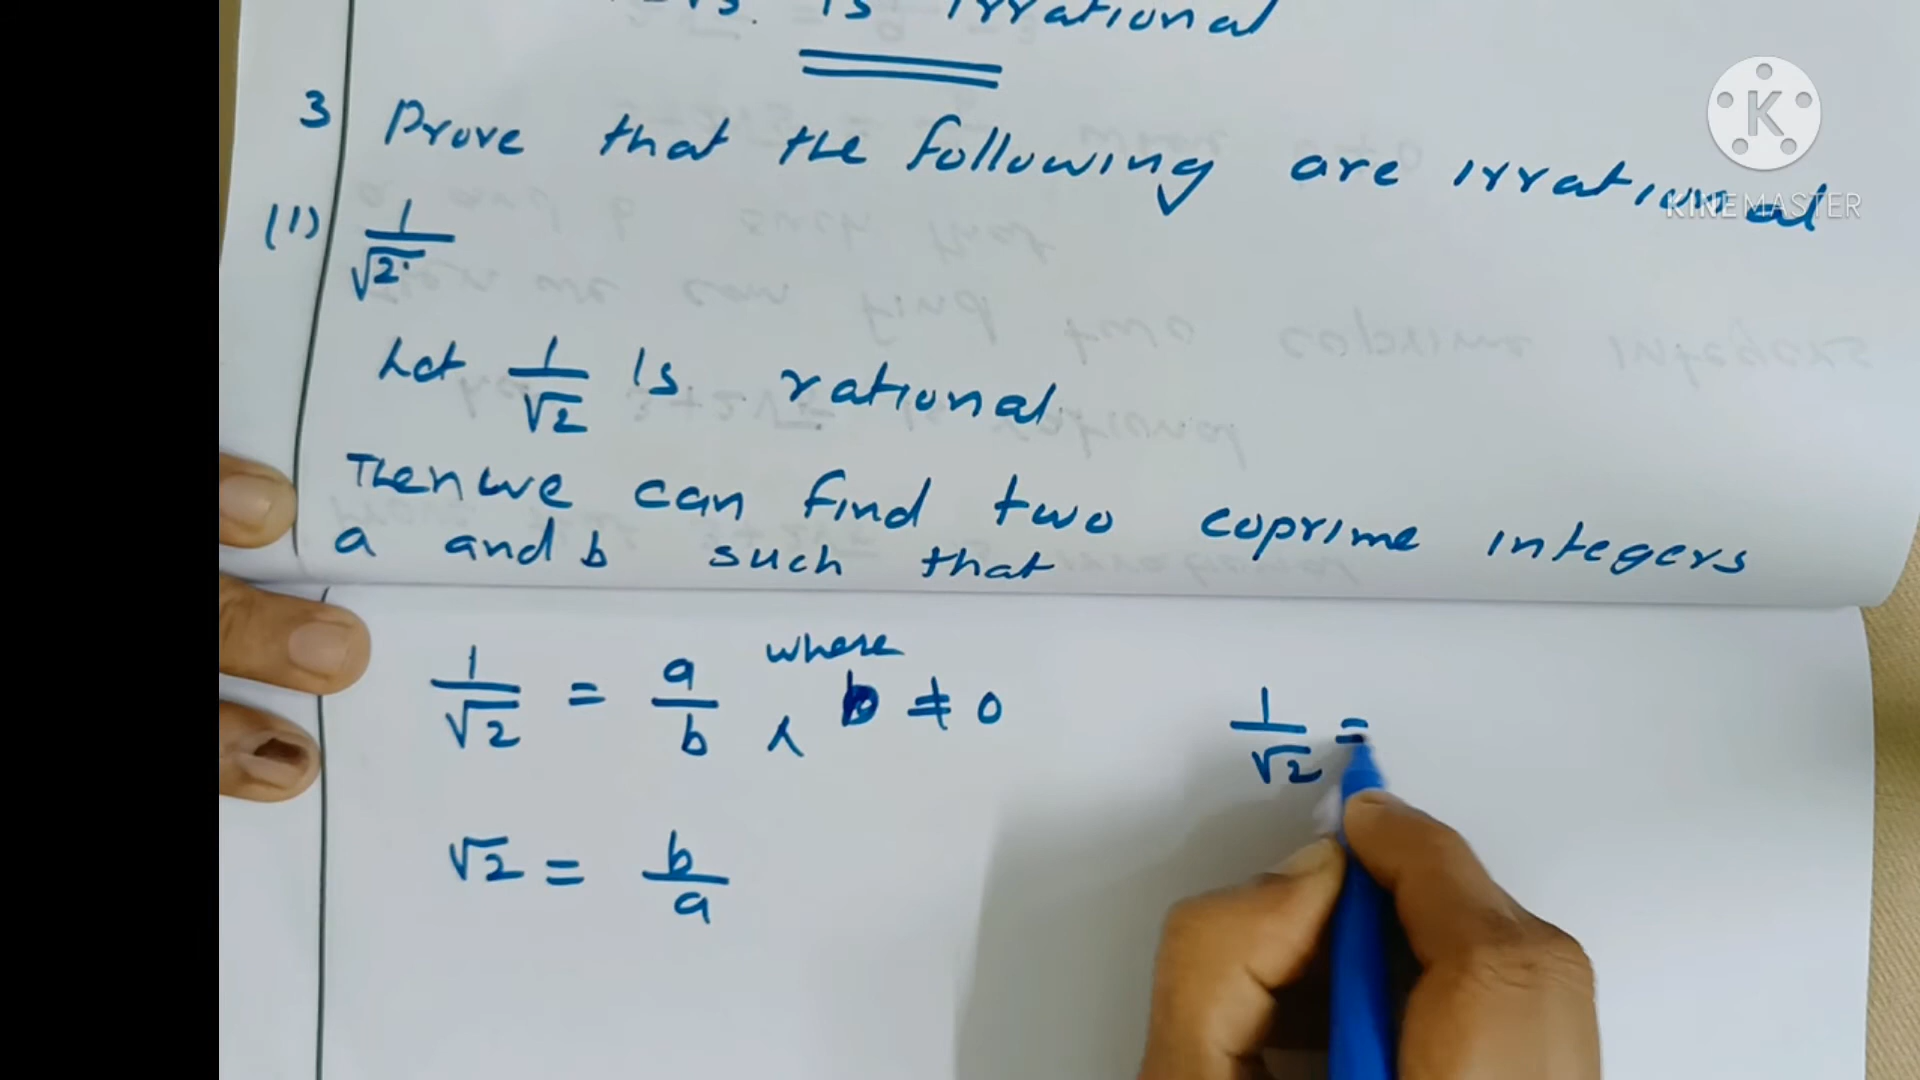 is irrational
3 Prove that the following are irrational
(1) 1/√2
Let 1/√2 is rational
Then we can find two coprime integers
a and b such that
1/√2 = a/b where b ≠ 0
1/√2 =
√2 = b/a
K
KINEMASTER